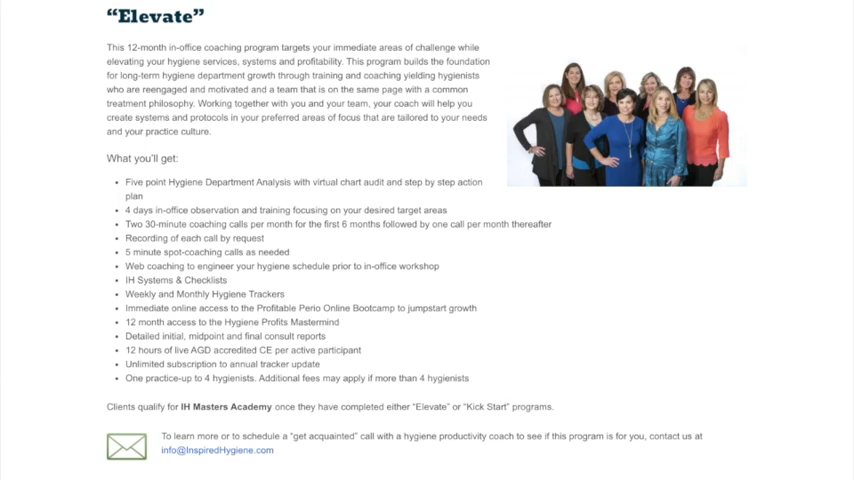 “Elevate”
This 12-month in-office coaching program targets your immediate areas of challenge while
elevating your hygiene services, systems and profitability. This program builds the foundation
for long-term hygiene department growth through training and coaching yielding hygienists
who are reengaged and motivated and a team that is on the same page with a common
treatment philosophy. Working together with you and your team, your coach will help you
create systems and protocols in your preferred areas of focus that are tailored to your needs
and your practice culture.
What you’ll get:
• Five point Hygiene Department Analysis with virtual chart audit and step by step action
plan
• 4 days in-office observation and training focusing on your desired target areas
• Two 30-minute coaching calls per month for the first 6 months followed by one call per month thereafter
• Recording of each call by request
• 5 minute spot-coaching calls as needed
• Web coaching to engineer your hygiene schedule prior to in-office workshop
• IH Systems & Checklists
• Weekly and Monthly Hygiene Trackers
• Immediate online access to the Profitable Perio Online Bootcamp to jumpstart growth
• 12 month access to the Hygiene Profits Mastermind
• Detailed initial, midpoint and final consult reports
• 12 hours of live AGD accredited CE per active participant
• Unlimited subscription to annual tracker update
• One practice-up to 4 hygienists. Additional fees may apply if more than 4 hygienists
Clients qualify for IH Masters Academy once they have completed either “Elevate” or “Kick Start” programs.
To learn more or to schedule a “get acquainted” call with a hygiene productivity coach to see if this program is for you, contact us at
info@InspiredHygiene.com